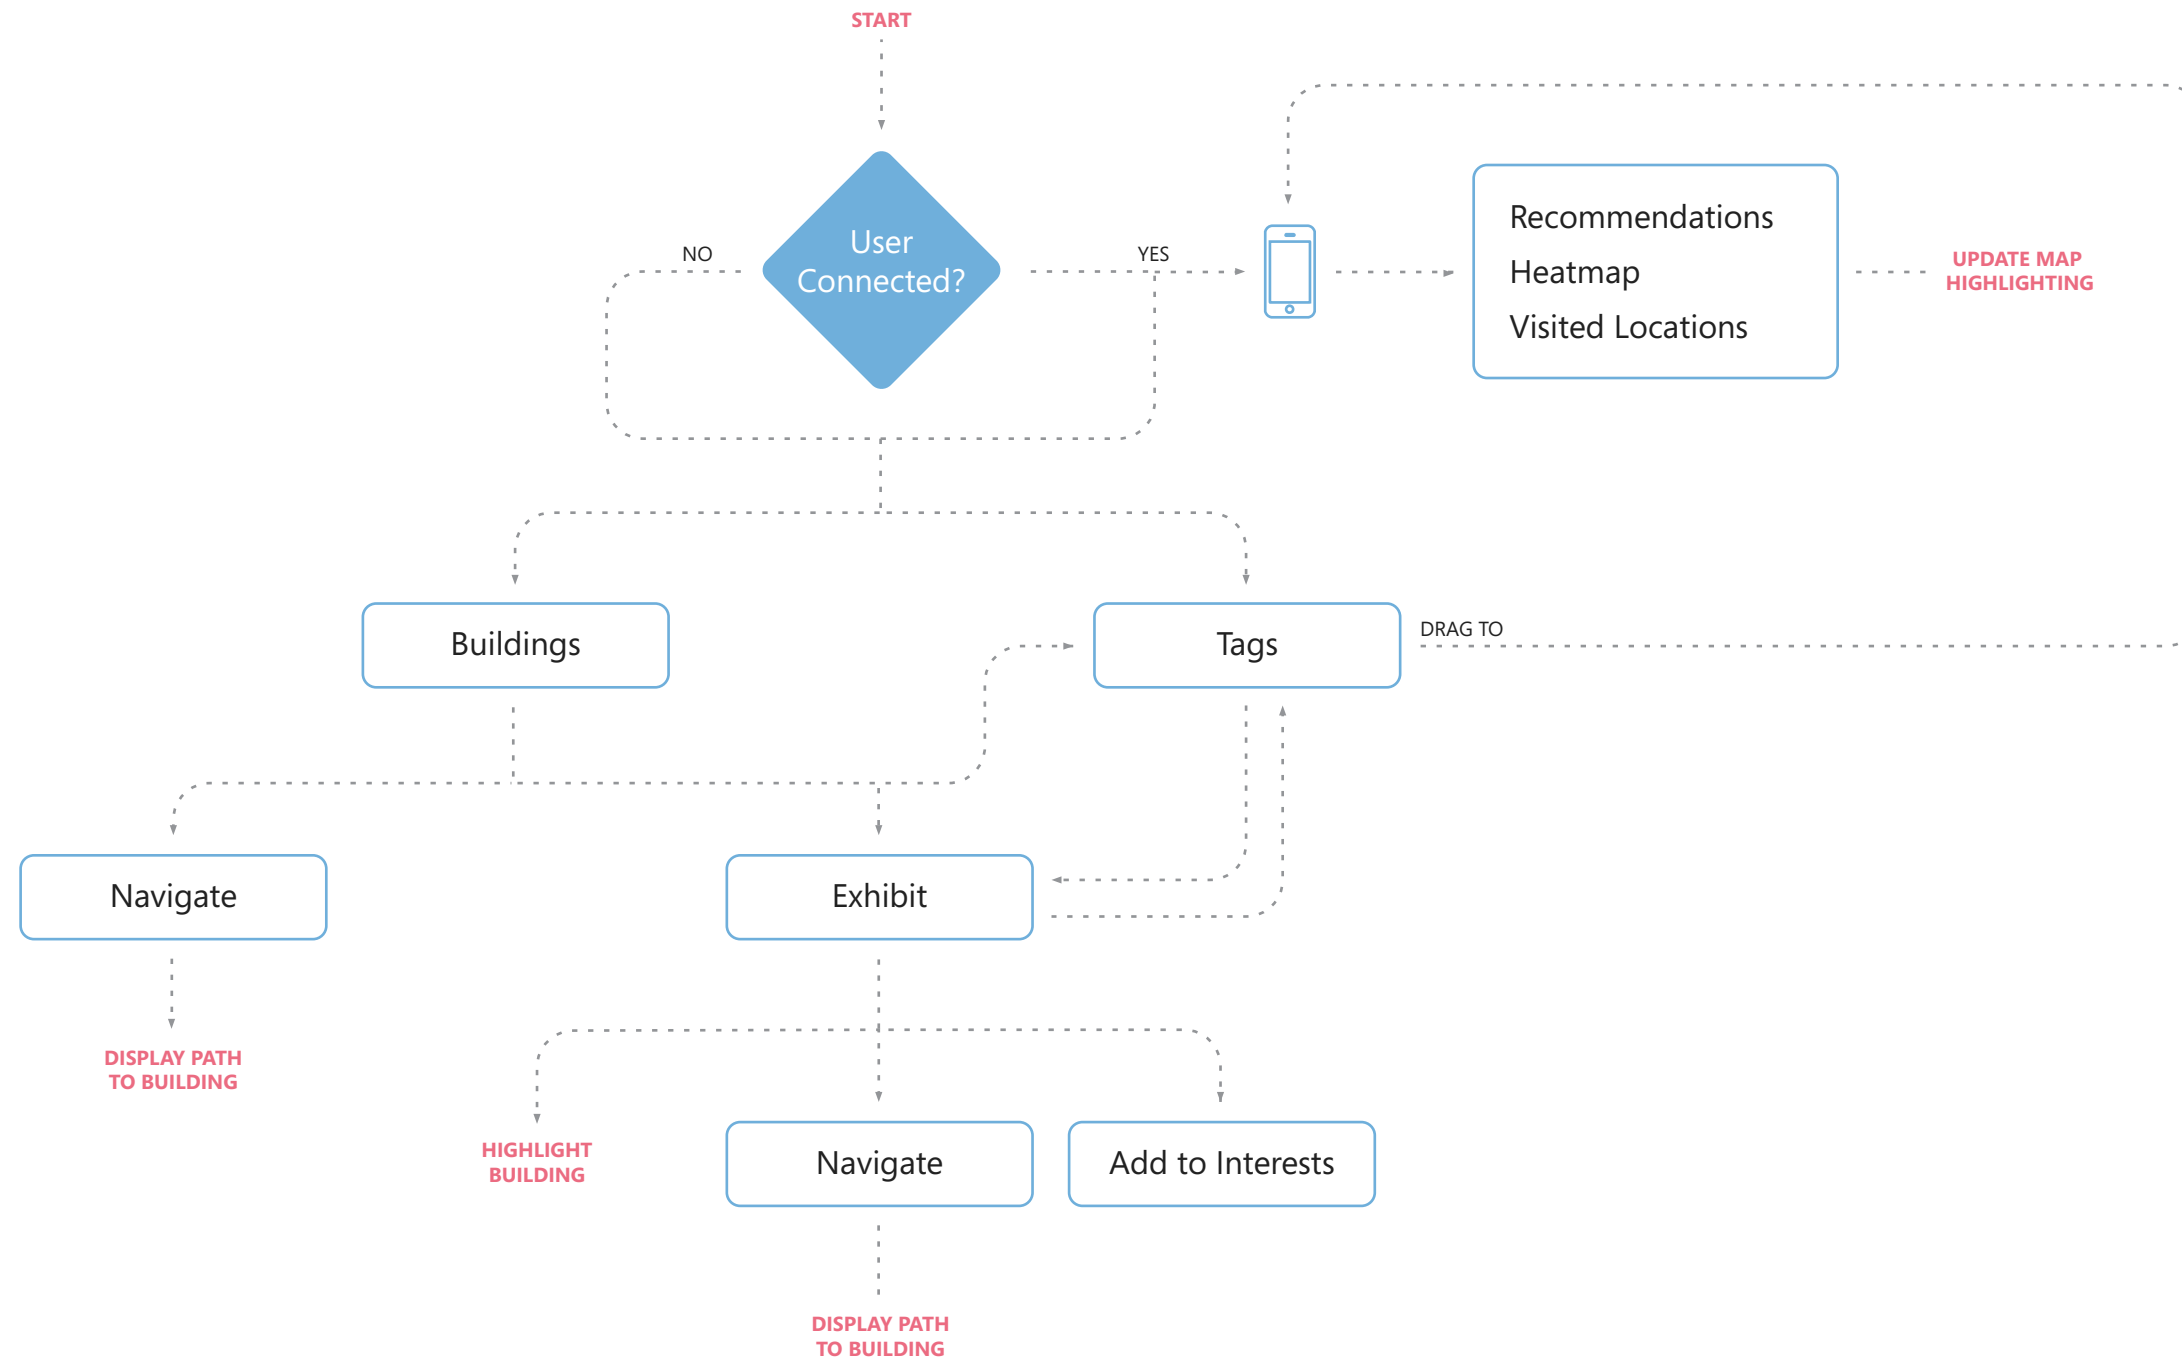 START
User
Connected?
NO
YES
Recommendations
Heatmap
Visited Locations
UPDATE MAP
HIGHLIGHTING
Buildings
Tags
DRAG TO
Navigate
Exhibit
DISPLAY PATH
TO BUILDING
HIGHLIGHT
BUILDING
Navigate
Add to Interests
DISPLAY PATH
TO BUILDING